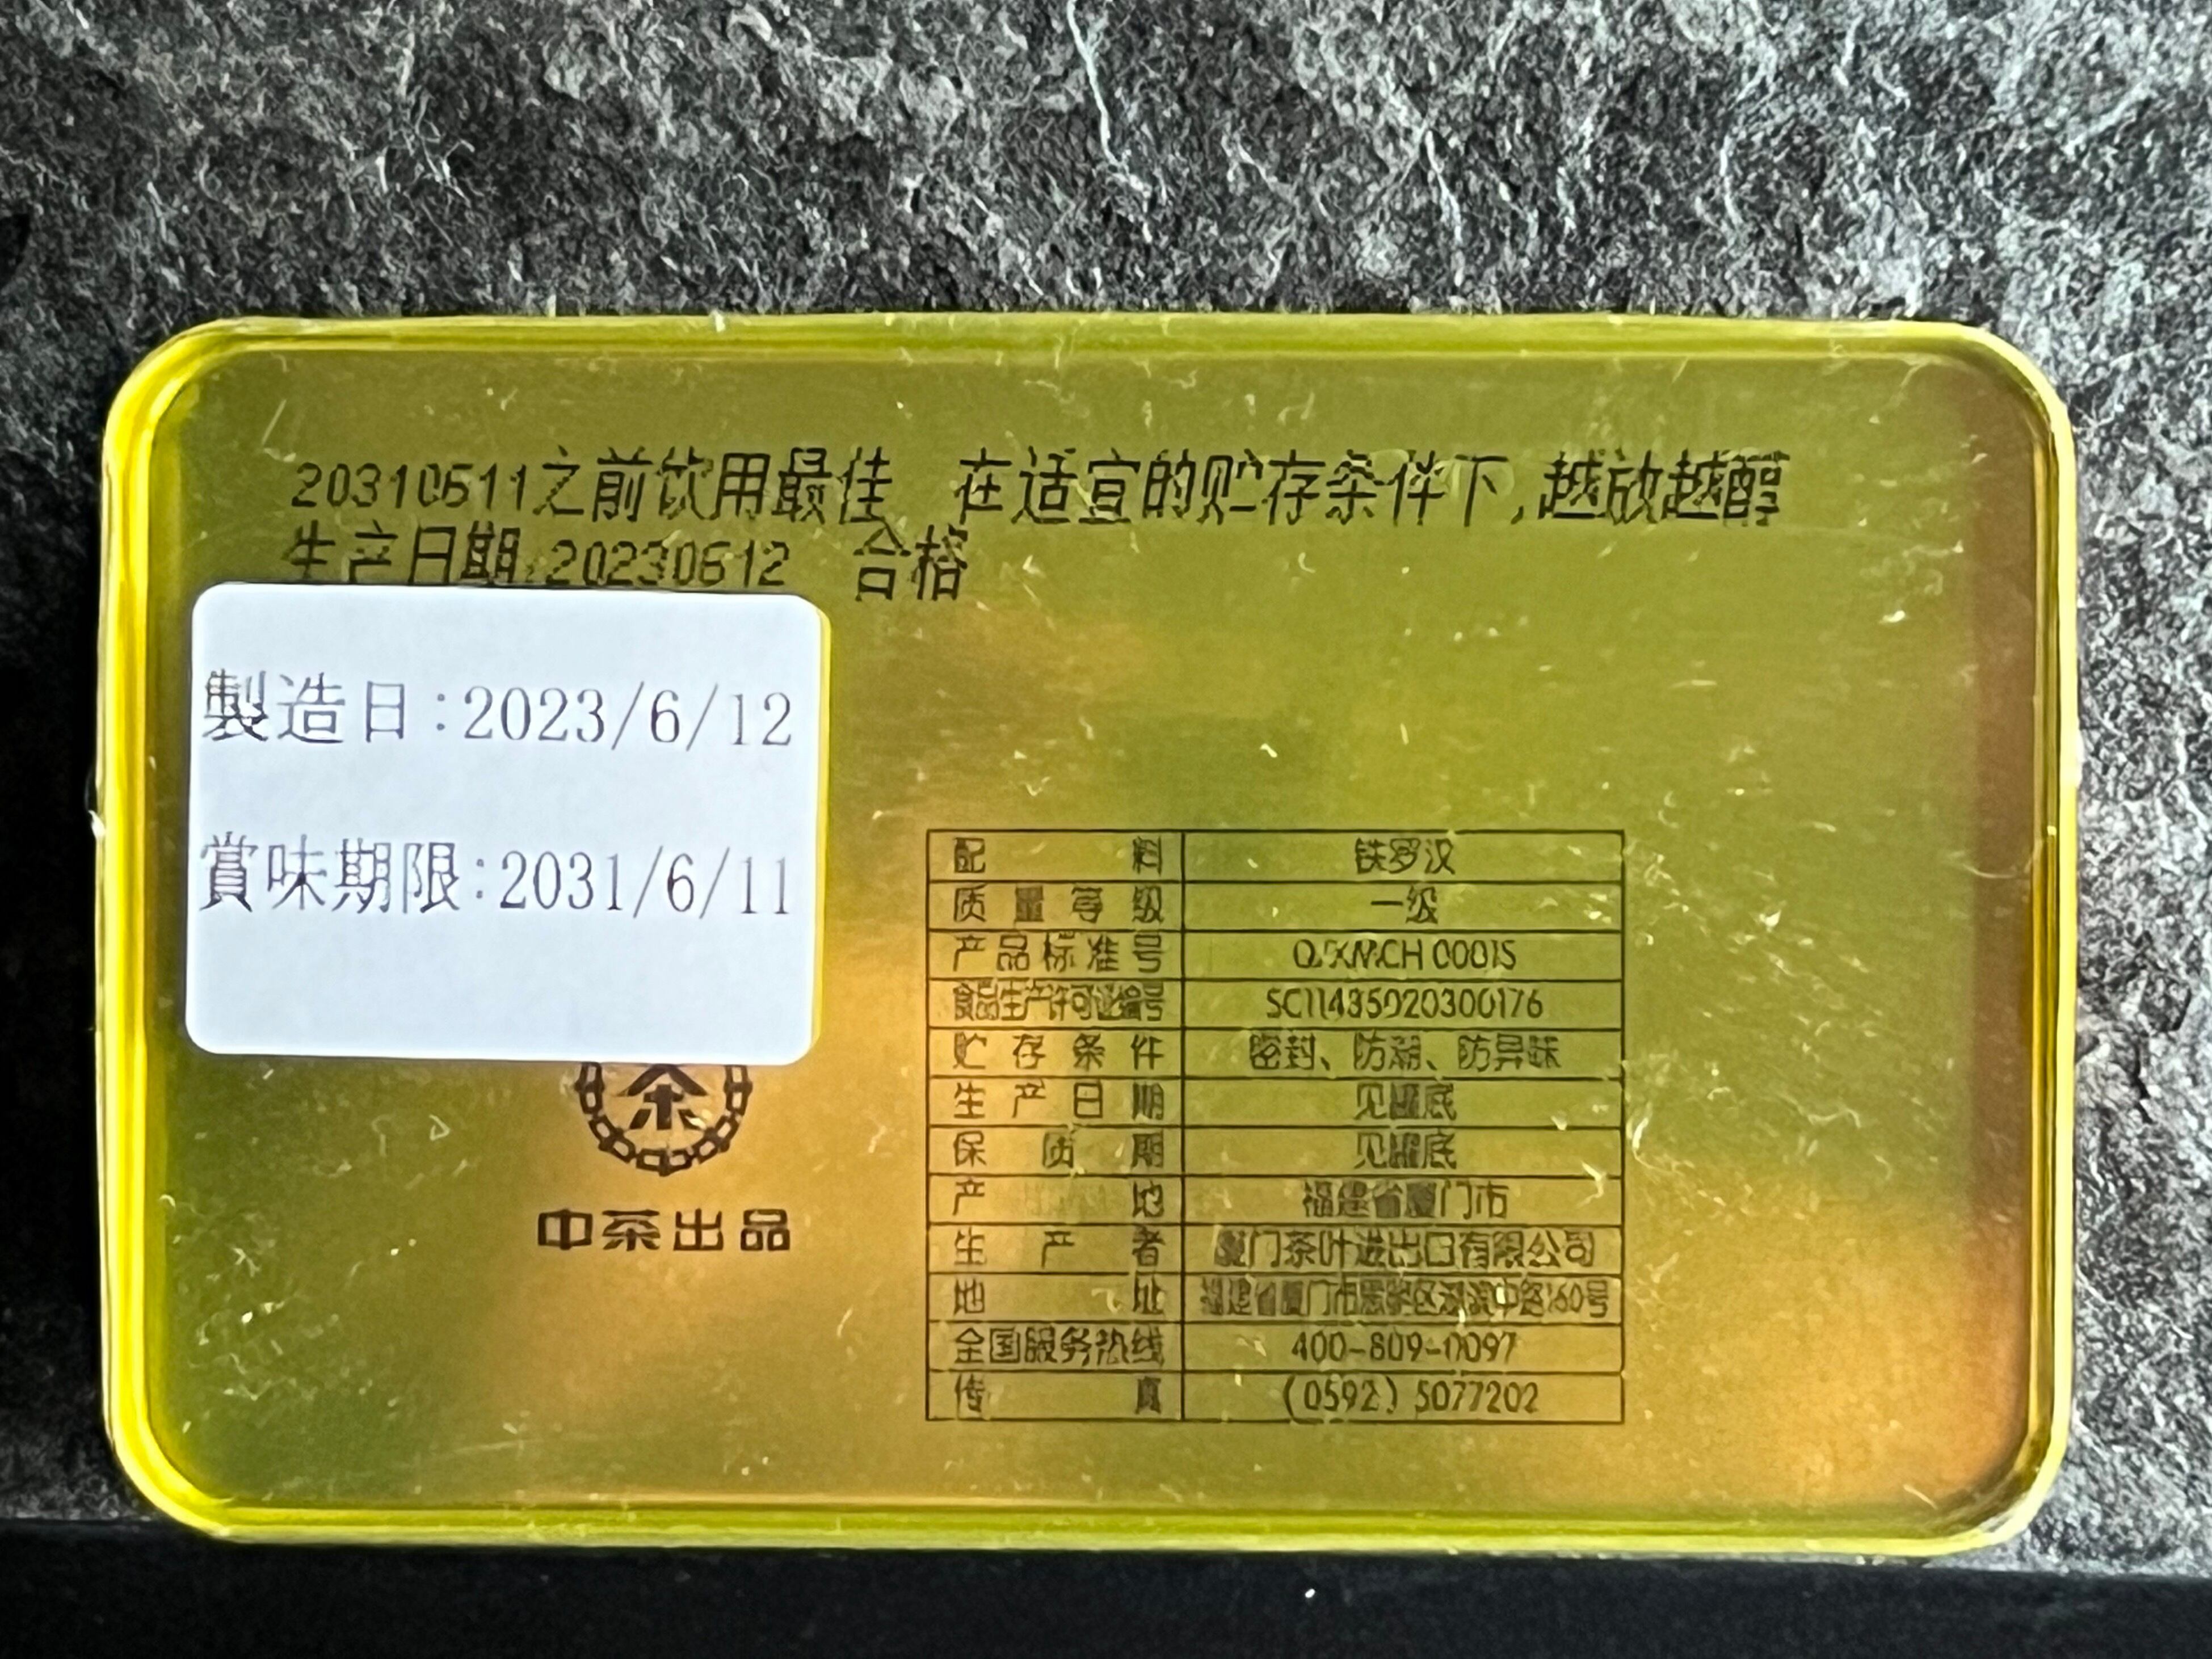 20310611之前饮用最佳 在适宜的贮存条件下,越放越醇
生产日期:20230612 合格
製造日:2023/6/12
賞味期限:2031/6/11
茶
中茶出品
配料 铁罗汉
质量等级 一级
产品标准号 Q/XMCH 0001S
食品生产许可证编号 SC11435020300176
贮存条件 密封、防潮、防异味
生产日期 见罐底
保质期 见罐底
产地 福建省厦门市
生产者 厦门茶叶进出口有限公司
地址 福建省厦门市思明区湖滨中路160号
全国服务热线 400-809-0097
传真 (0592) 5077202